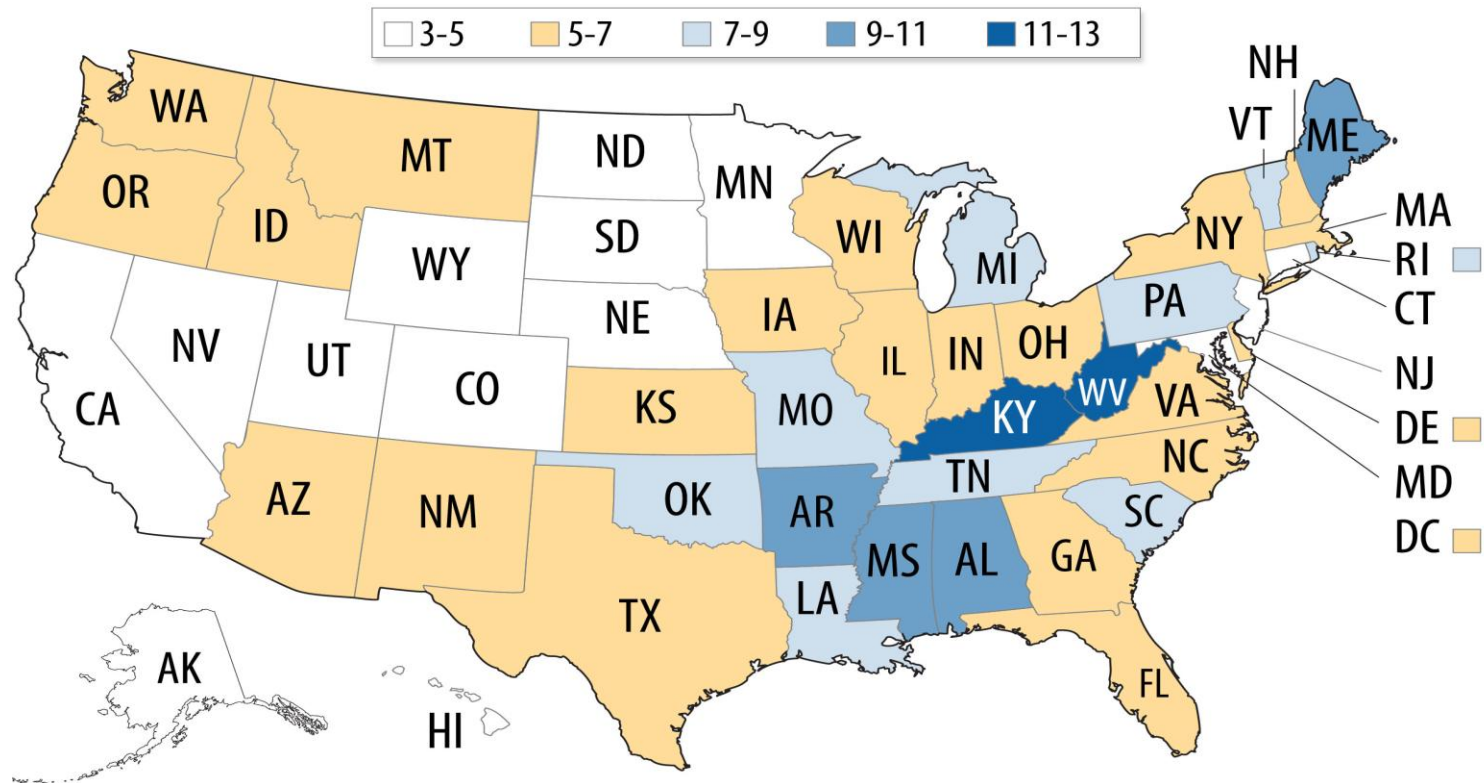 3-5 5-7 7-9 9-11 11-13
NH
VT ME
WA
MT ND
MN
OR
ID SD WI NY MA
WY MI RI
PA CT
NE IA
NV OH
UT IL IN NJ
CO WV
CA KS MO KY VA DE
NC
TN MD
AZ NM OK AR SC
DC
MS AL GA
LA
TX
AK FL
HI